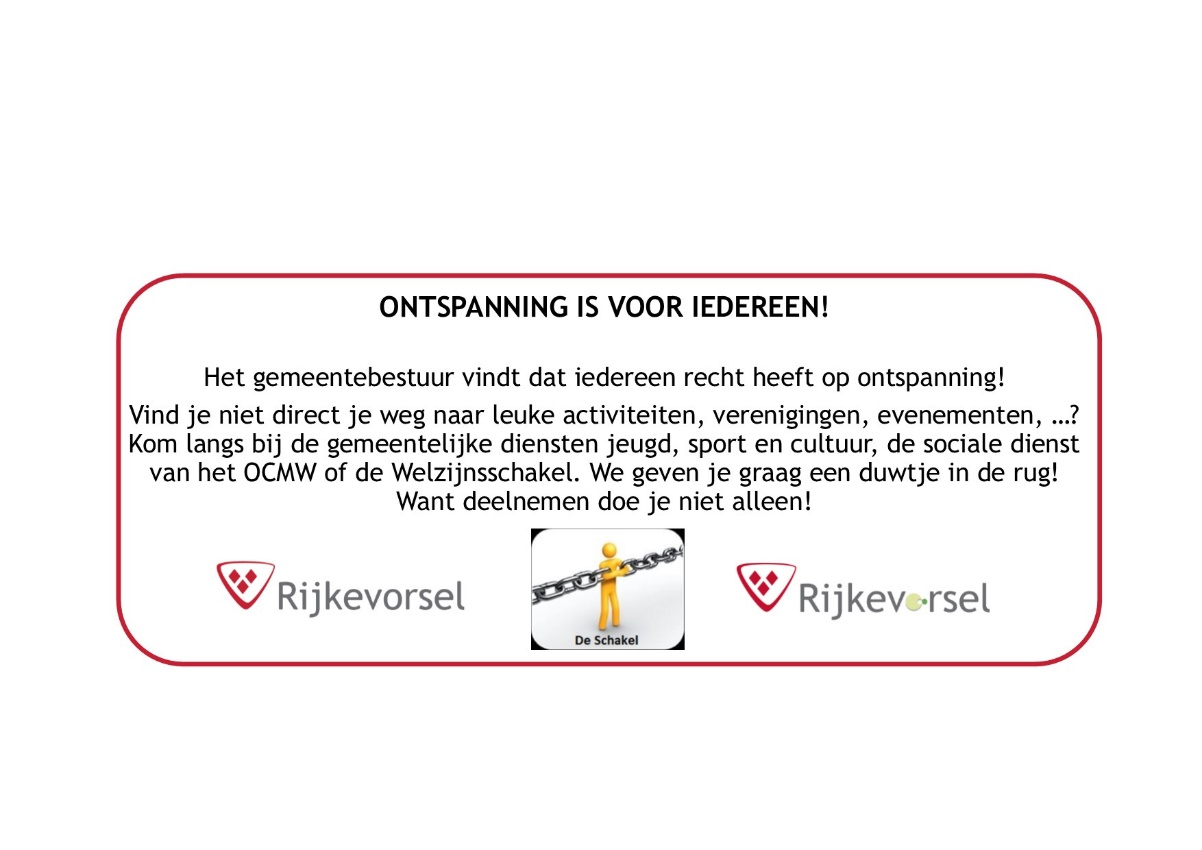 ONTSPANNING IS VOOR IEDEREEN!
Het gemeentebestuur vindt dat iedereen recht heeft op ontspanning!
Vind je niet direct je weg naar leuke activiteiten, verenigingen, evenementen, …?
Kom langs bij de gemeentelijke diensten jeugd, sport en cultuur, de sociale dienst
van het OCMW of de Welzijnsschakel. We geven je graag een duwtje in de rug!
Want deelnemen doe je niet alleen!
Rijkevorsel
De Schakel
Rijkevorsel